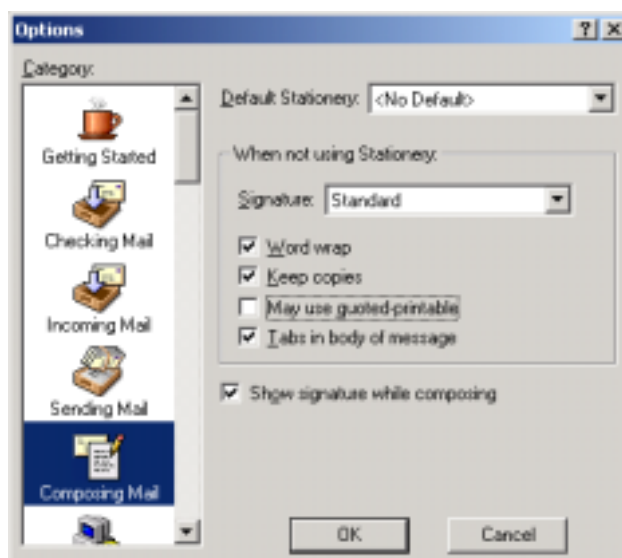 Options
Category:
Getting Started
Checking Mail
Incoming Mail
Sending Mail
Composing Mail
Default Stationery: <No Default>
When not using Stationery:
Signature: Standard
Word wrap
Keep copies
May use quoted-printable
Tabs in body of message
Show signature while composing
OK
Cancel